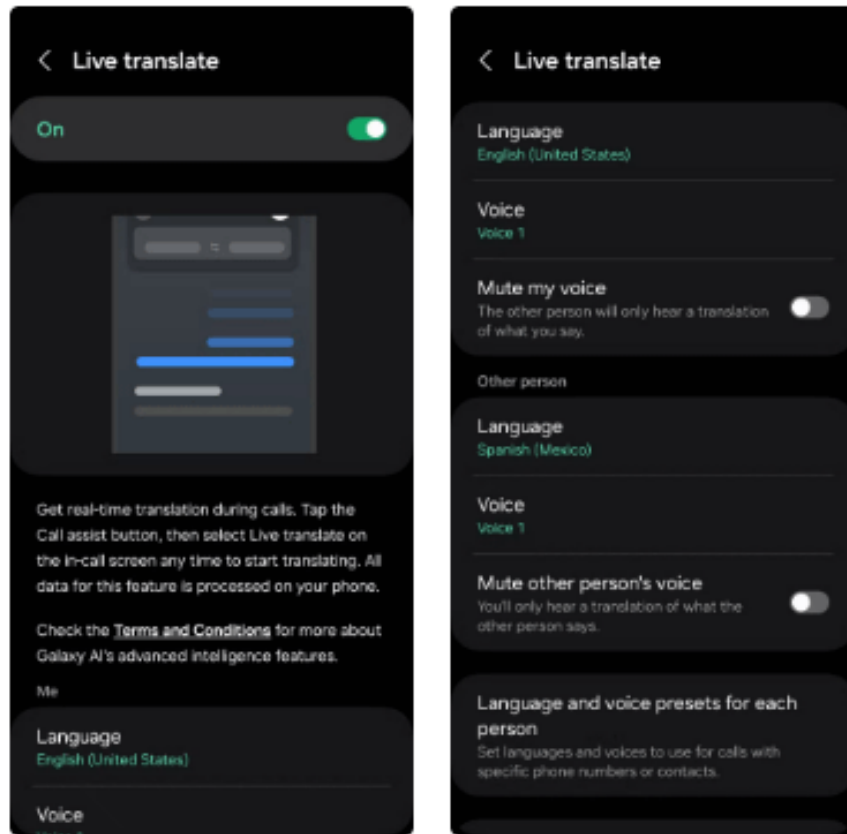 Live translate
On
Get real-time translation during calls. Tap the
Call assist button, then select Live translate on
the in-call screen any time to start translating. All
data for this feature is processed on your phone.
Check the Terms and Conditions for more about
Galaxy AI's advanced intelligence features.
Me
Language
English (United States)
Voice
Live translate
Language
English (United States)
Voice
Voice 1
Mute my voice
The other person will only hear a translation
of what you say.
Other person
Language
Spanish (Mexico)
Voice
Voice 1
Mute other person's voice
You'll only hear a translation of what the
other person says.
Language and voice presets for each
person
Set languages and voices to use for calls with
specific phone numbers or contacts.